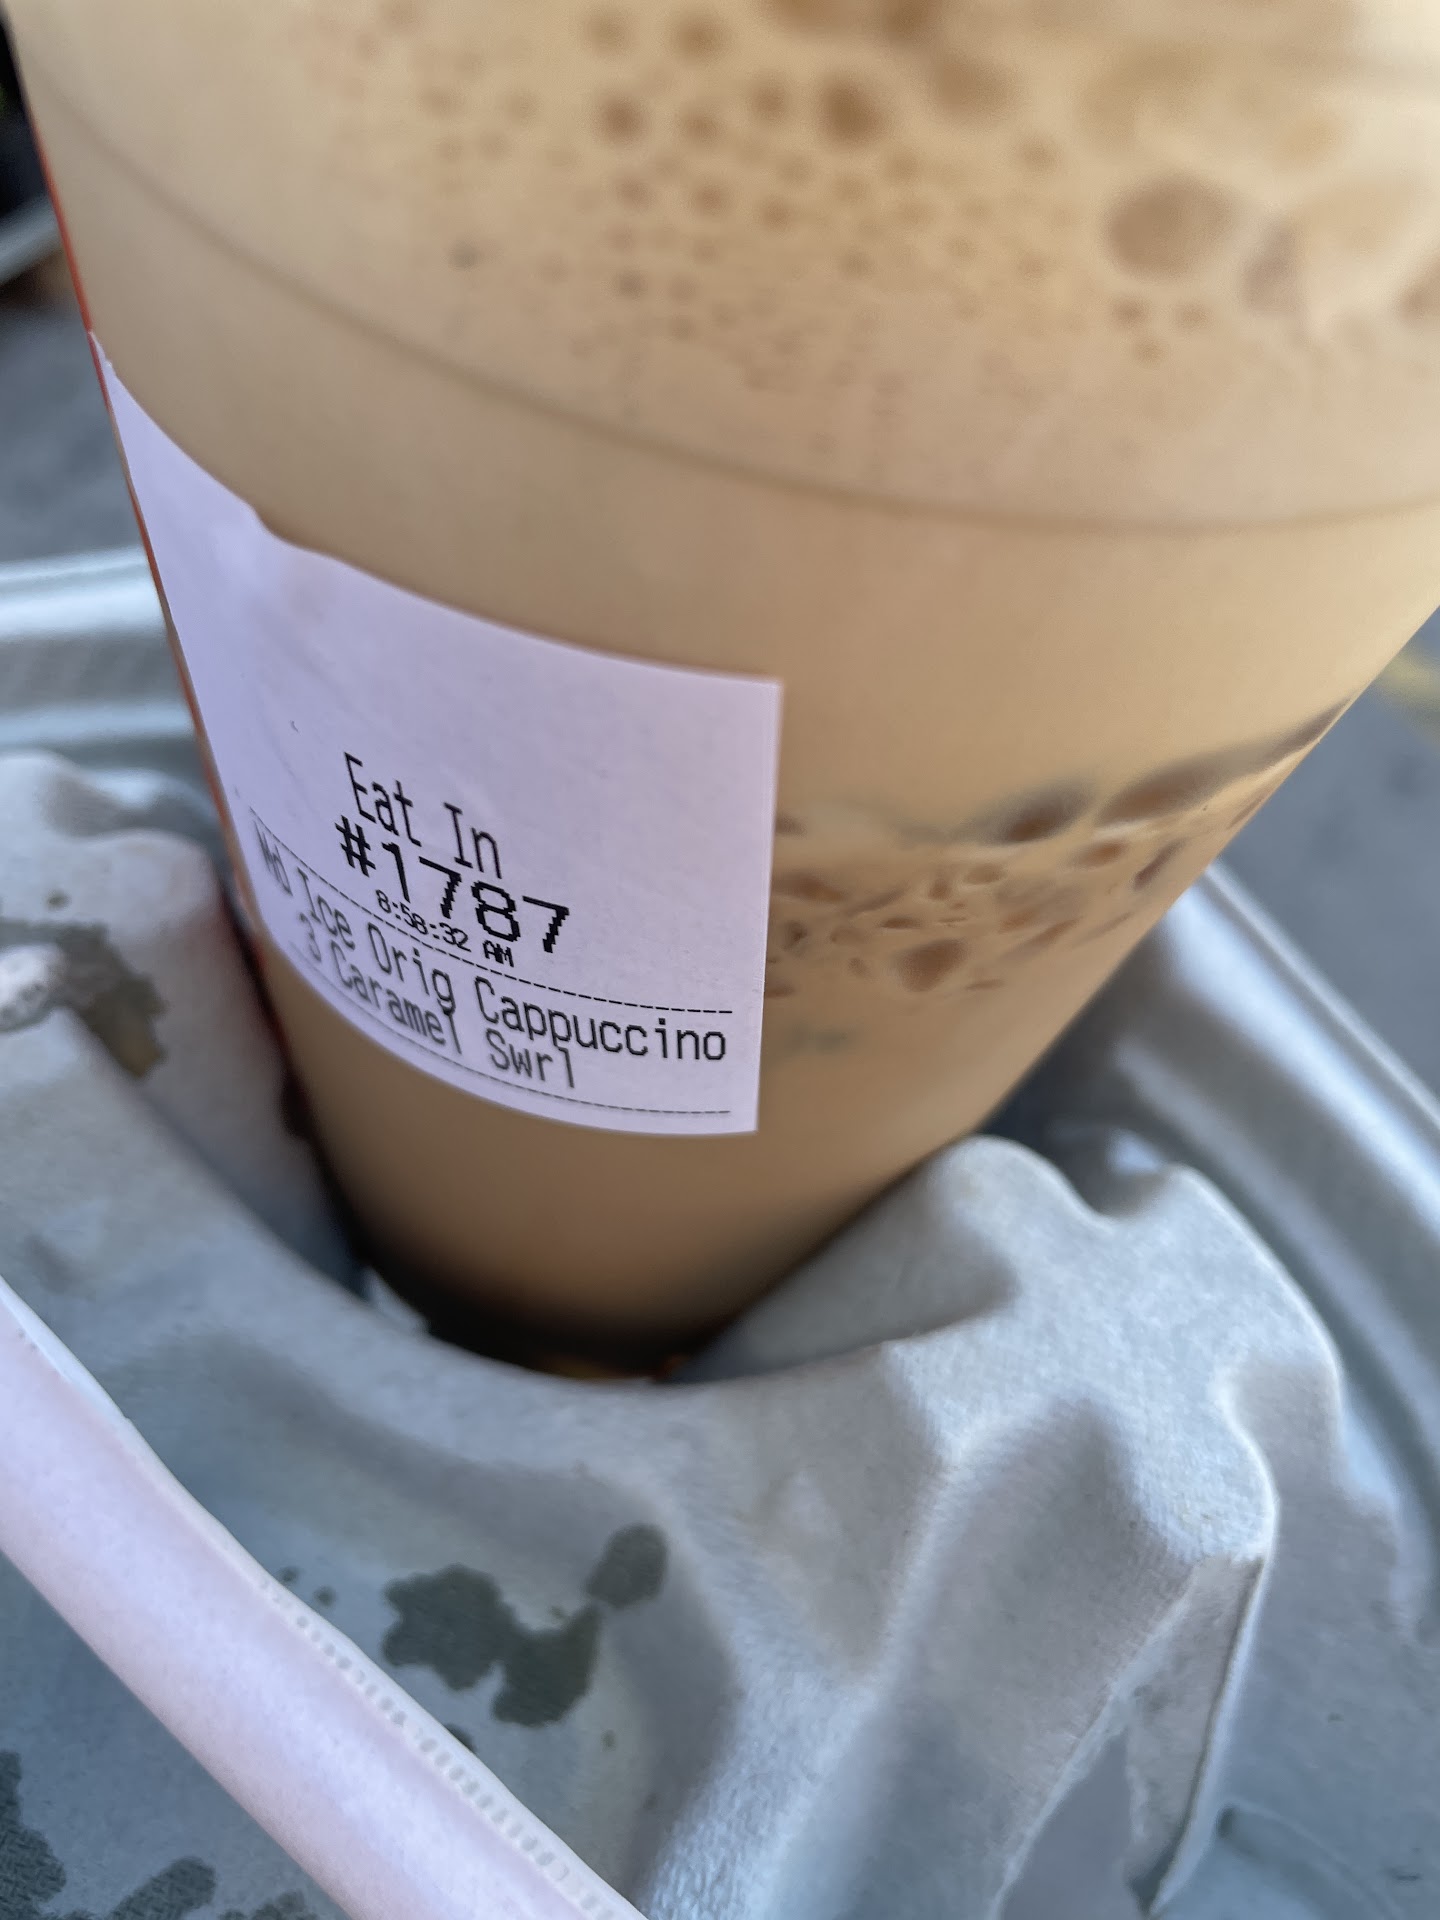 Eat In
#1787
8:58:32 AM
Md Ice Orig Cappuccino
3 Caramel Swrl